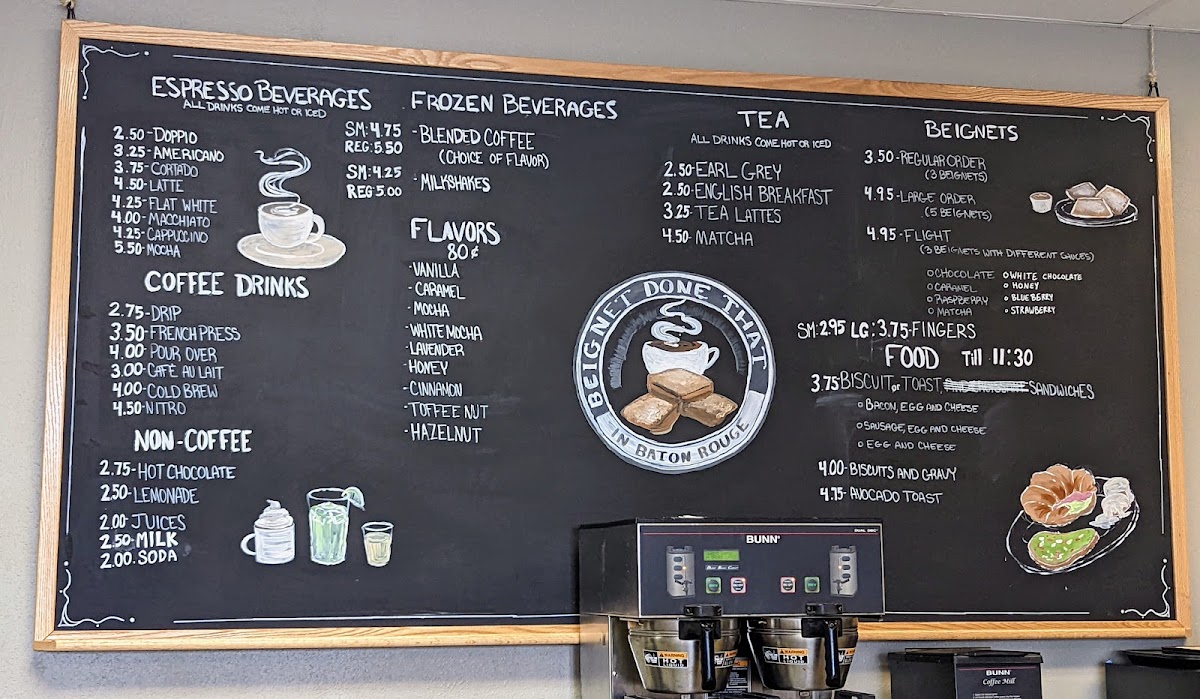 ESPRESSO BEVERAGES
ALL DRINKS COME HOT OR ICED
2.50-DOPPIO
3.25-AMERICANO
3.75-CORTADO
4.50-LATTE
4.25-FLAT WHITE
4.00-MACCHIATO
4.25-CAPPUCCINO
5.50-MOCHA
COFFEE DRINKS
2.75-DRIP
3.50-FRENCH PRESS
4.00-POUR OVER
3.00-CAFÉ AU LAIT
4.00-COLD BREW
4.50-NITRO
NON-COFFEE
2.75-HOT CHOCOLATE
2.50-LEMONADE
2.00-JUICES
2.50-MILK
2.00-SODA
FROZEN BEVERAGES
SM: 4.75 -BLENDED COFFEE
REG: 5.50 (CHOICE OF FLAVOR)
SM: 4.25 -MILKSHAKES
REG: 5.00
FLAVORS
80¢
-VANILLA
-CARAMEL
-MOCHA
-WHITE MOCHA
-LAVENDER
-HONEY
-CINNAMON
-TOFFEE NUT
-HAZELNUT
TEA
ALL DRINKS COME HOT OR ICED
2.50-EARL GREY
2.50-ENGLISH BREAKFAST
3.25-TEA LATTES
4.50-MATCHA
BEIGNET DONE THAT
IN BATON ROUGE
BEIGNETS
3.50-REGULAR ORDER
(3 BEIGNETS)
4.95-LARGE ORDER
(5 BEIGNETS)
4.95-FLIGHT
(3 BEIGNETS WITH DIFFERENT SAUCES)
CHOCOLATE
CARAMEL
RASPBERRY
MATCHA
WHITE CHOCOLATE
HONEY
BLUEBERRY
STRAWBERRY
SM: 2.95 LG: 3.75-FINGERS
FOOD Till 11:30
3.75 BISCUIT or TOAST, SANDWICHES
BACON, EGG AND CHEESE
SAUSAGE, EGG AND CHEESE
EGG AND CHEESE
4.00-BISCUITS AND GRAVY
4.75-AVOCADO TOAST
BUNN
WARNING
HOT
WARNING
HOT
BUNN
Coffee Mill